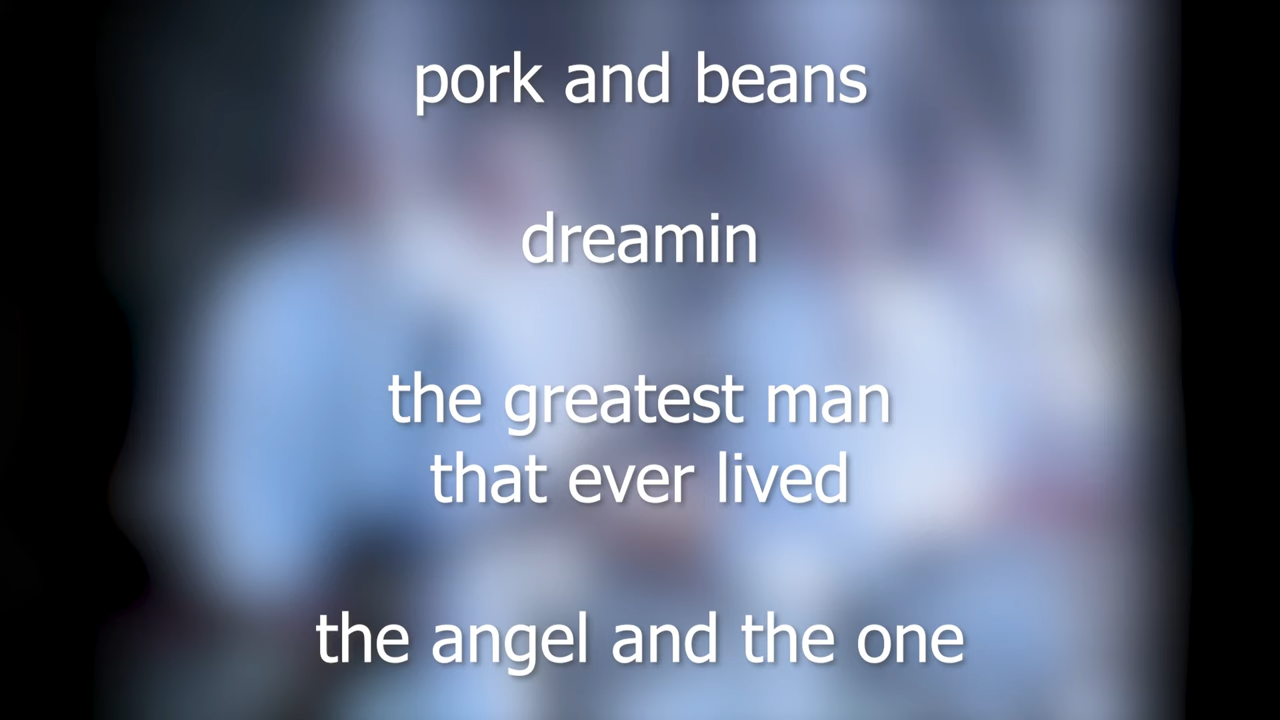 pork and beans
dreamin
the greatest man
that ever lived
the angel and the one